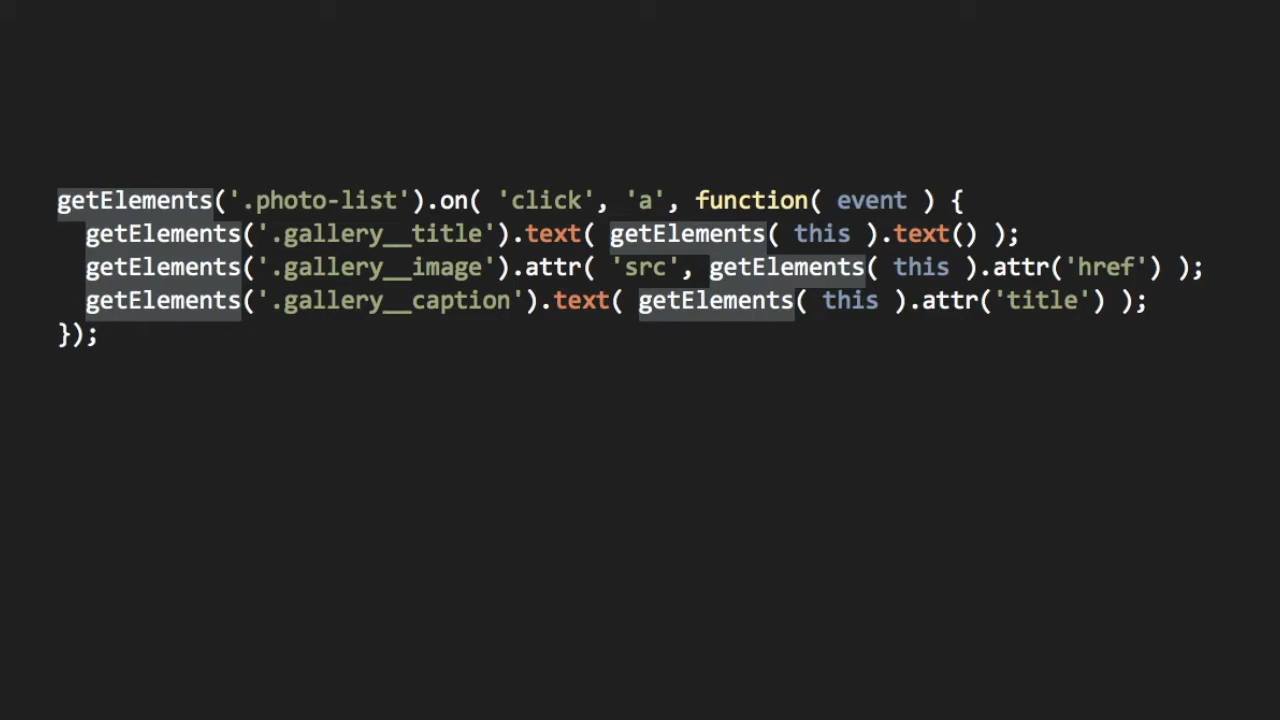 getElements('.photo-list').on( 'click', 'a', function( event ) {
  getElements('.gallery__title').text( getElements( this ).text() );
  getElements('.gallery__image').attr( 'src', getElements( this ).attr('href') );
  getElements('.gallery__caption').text( getElements( this ).attr('title') );
});